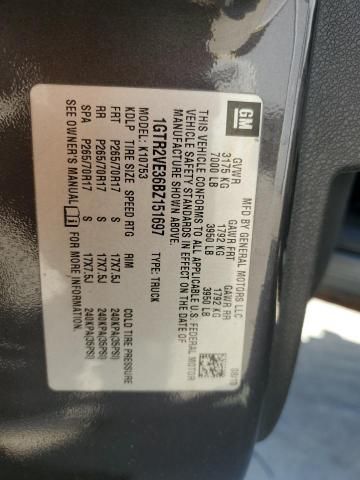 GM
MFD BY GENERAL MOTORS LLC 08/10
GVWR GAWR FRT GAWR RR
3175 KG 1792 KG 1792 KG
7000 LB 3950 LB 3950 LB
THIS VEHICLE CONFORMS TO ALL APPLICABLE U.S. FEDERAL MOTOR
VEHICLE SAFETY STANDARDS IN EFFECT ON THE DATE OF
MANUFACTURE SHOWN ABOVE.
1GTR2VE36BZ151697 TYPE: TRUCK
KDLP K10753
TIRE SIZE SPEED RTG RIM COLD TIRE PRESSURE
FRT P265/70R17 S 17X7.5J 240KPA(35PSI)
RR P265/70R17 S 17X7.5J 240KPA(35PSI)
SPA P265/70R17 S 17X7.5J 240KPA(35PSI)
SEE OWNER'S MANUAL FOR MORE INFORMATION.